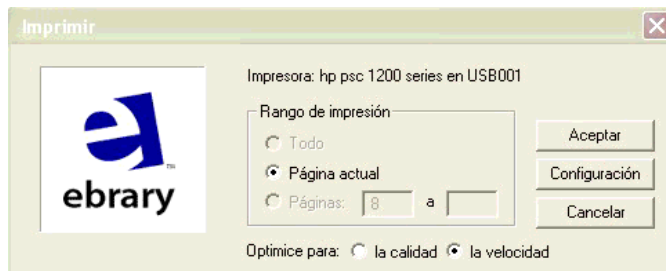 Imprimir
ebrary
TM
Impresora: hp psc 1200 series en USB001
Rango de impresión
Todo
Página actual
Páginas: 8 a
Aceptar
Configuración
Cancelar
Optimice para: la calidad la velocidad